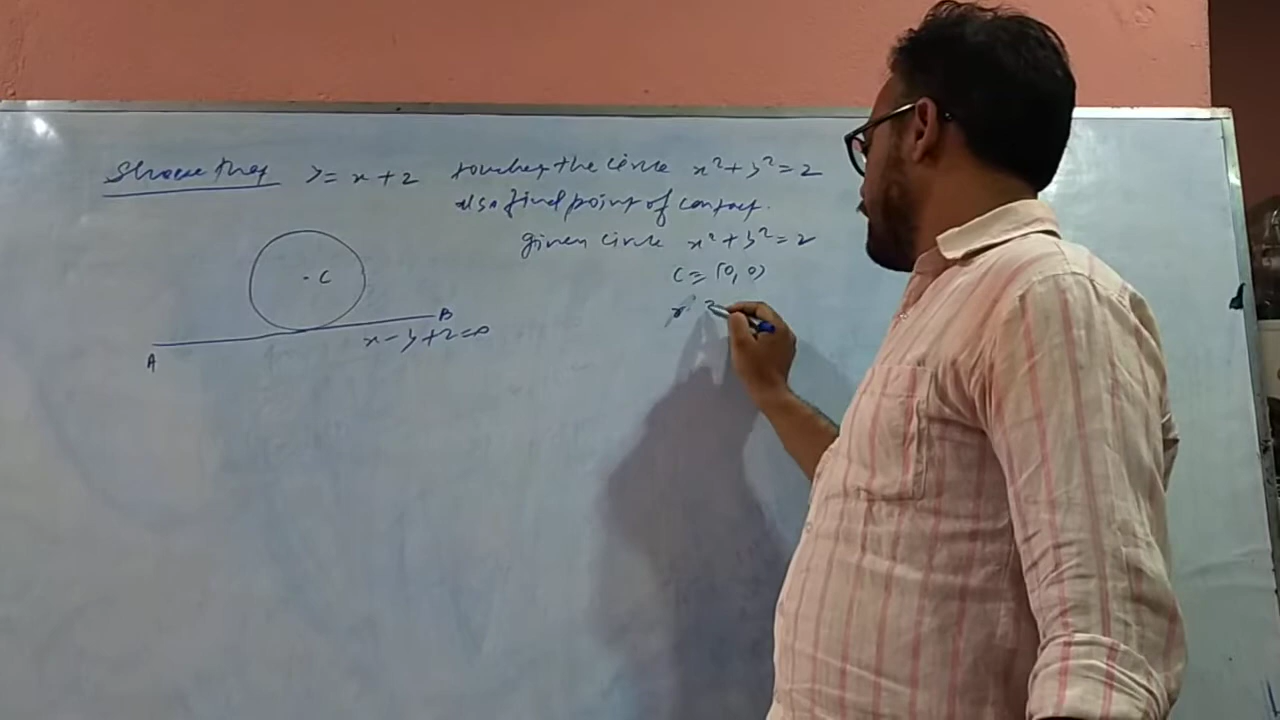 Show that y = x + 2 touches the circle x² + y² = 2
also find point of contact.
given circle x² + y² = 2
C ≡ (0, 0)
C
B
x - y + 2 = 0
A